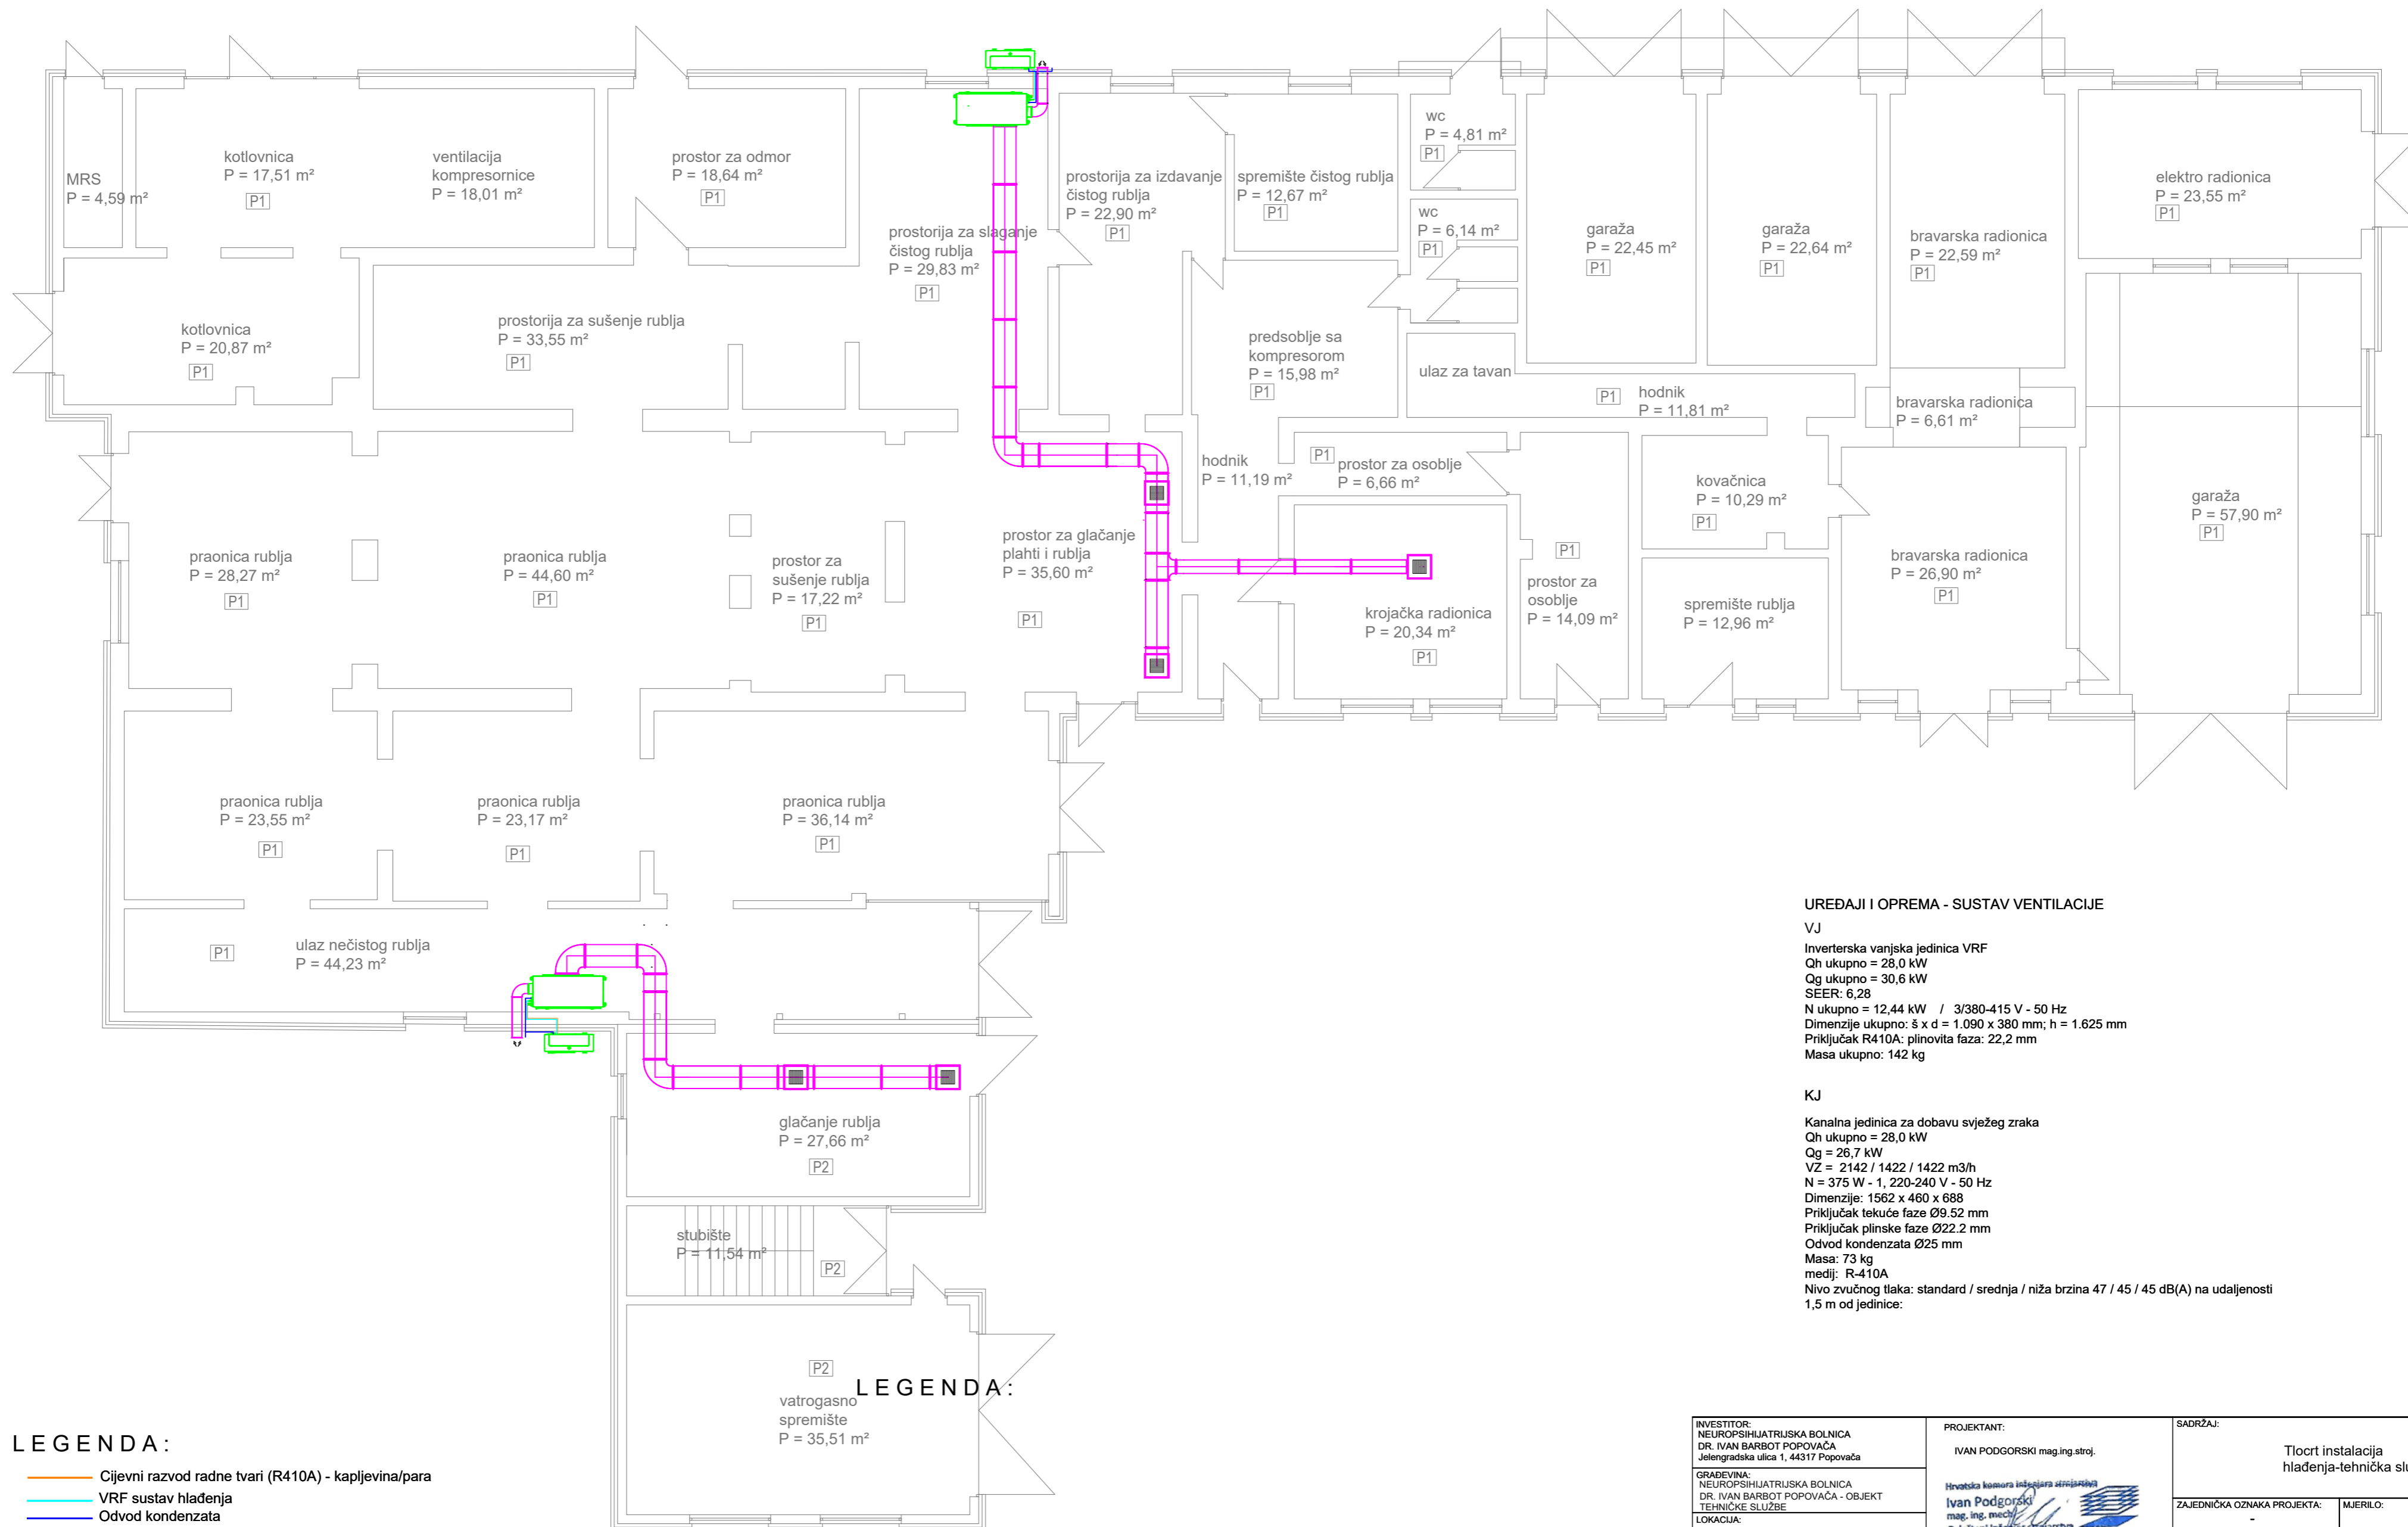 MRS
P = 4,59 m²
kotlovnica
P = 17,51 m²
P1
ventilacija
kompresornice
P = 18,01 m²
prostor za odmor
P = 18,64 m²
P1
prostorija za slaganje
čistog rublja
P = 29,83 m²
P1
prostorija za izdavanje
čistog rublja
P = 22,90 m²
P1
spremište čistog rublja
P = 12,67 m²
P1
wc
P = 4,81 m²
P1
wc
P = 6,14 m²
P1
garaža
P = 22,45 m²
P1
garaža
P = 22,64 m²
P1
bravarska radionica
P = 22,59 m²
P1
elektro radionica
P = 23,55 m²
P1
kotlovnica
P = 20,87 m²
P1
prostorija za sušenje rublja
P = 33,55 m²
P1
predsoblje sa
kompresorom
P = 15,98 m²
P1
ulaz za tavan
P1
hodnik
P = 11,81 m²
bravarska radionica
P = 6,61 m²
hodnik
P = 11,19 m²
P1
prostor za osoblje
P = 6,66 m²
kovačnica
P = 10,29 m²
P1
garaža
P = 57,90 m²
P1
praonica rublja
P = 28,27 m²
P1
praonica rublja
P = 44,60 m²
P1
prostor za
sušenje rublja
P = 17,22 m²
P1
prostor za glačanje
plahti i rublja
P = 35,60 m²
P1
krojačka radionica
P = 20,34 m²
P1
P1
prostor za
osoblje
P = 14,09 m²
spremište rublja
P = 12,96 m²
bravarska radionica
P = 26,90 m²
P1
praonica rublja
P = 23,55 m²
P1
praonica rublja
P = 23,17 m²
P1
praonica rublja
P = 36,14 m²
P1
P1
ulaz nečistog rublja
P = 44,23 m²
glačanje rublja
P = 27,66 m²
P2
stubište
P = 11,54 m²
P2
P2
vatrogasno
spremište
P = 35,51 m²
LEGENDA:
UREĐAJI I OPREMA - SUSTAV VENTILACIJE
VJ
Inverterska vanjska jedinica VRF
Qh ukupno = 28,0 kW
Qg ukupno = 30,6 kW
SEER: 6,28
N ukupno = 12,44 kW / 3/380-415 V - 50 Hz
Dimenzije ukupno: š x d = 1.090 x 380 mm; h = 1.625 mm
Priključak R410A: plinovita faza: 22,2 mm
Masa ukupno: 142 kg
KJ
Kanalna jedinica za dobavu svježeg zraka
Qh ukupno = 28,0 kW
Qg = 26,7 kW
VZ = 2142 / 1422 / 1422 m3/h
N = 375 W - 1, 220-240 V - 50 Hz
Dimenzije: 1562 x 460 x 688
Priključak tekuće faze Ø9.52 mm
Priključak plinske faze Ø22.2 mm
Odvod kondenzata Ø25 mm
Masa: 73 kg
medij: R-410A
Nivo zvučnog tlaka: standard / srednja / niža brzina 47 / 45 / 45 dB(A) na udaljenosti
1,5 m od jedinice:
LEGENDA:
Cijevni razvod radne tvari (R410A) - kapljevina/para
VRF sustav hlađenja
Odvod kondenzata
INVESTITOR:
NEUROPSIHIJATRIJSKA BOLNICA
DR. IVAN BARBOT POPOVAČA
Jelengradska ulica 1, 44317 Popovača
GRAĐEVINA:
NEUROPSIHIJATRIJSKA BOLNICA
DR. IVAN BARBOT POPOVAČA - OBJEKT
TEHNIČKE SLUŽBE
LOKACIJA:
PROJEKTANT:
IVAN PODGORSKI mag.ing.stroj.
Hrvatska komora inženjera strojarstva
Ivan Podgorski
mag. ing. mech.
SADRŽAJ:
Tlocrt instalacija
hlađenja-tehnička slu
ZAJEDNIČKA OZNAKA PROJEKTA:
-
MJERILO: